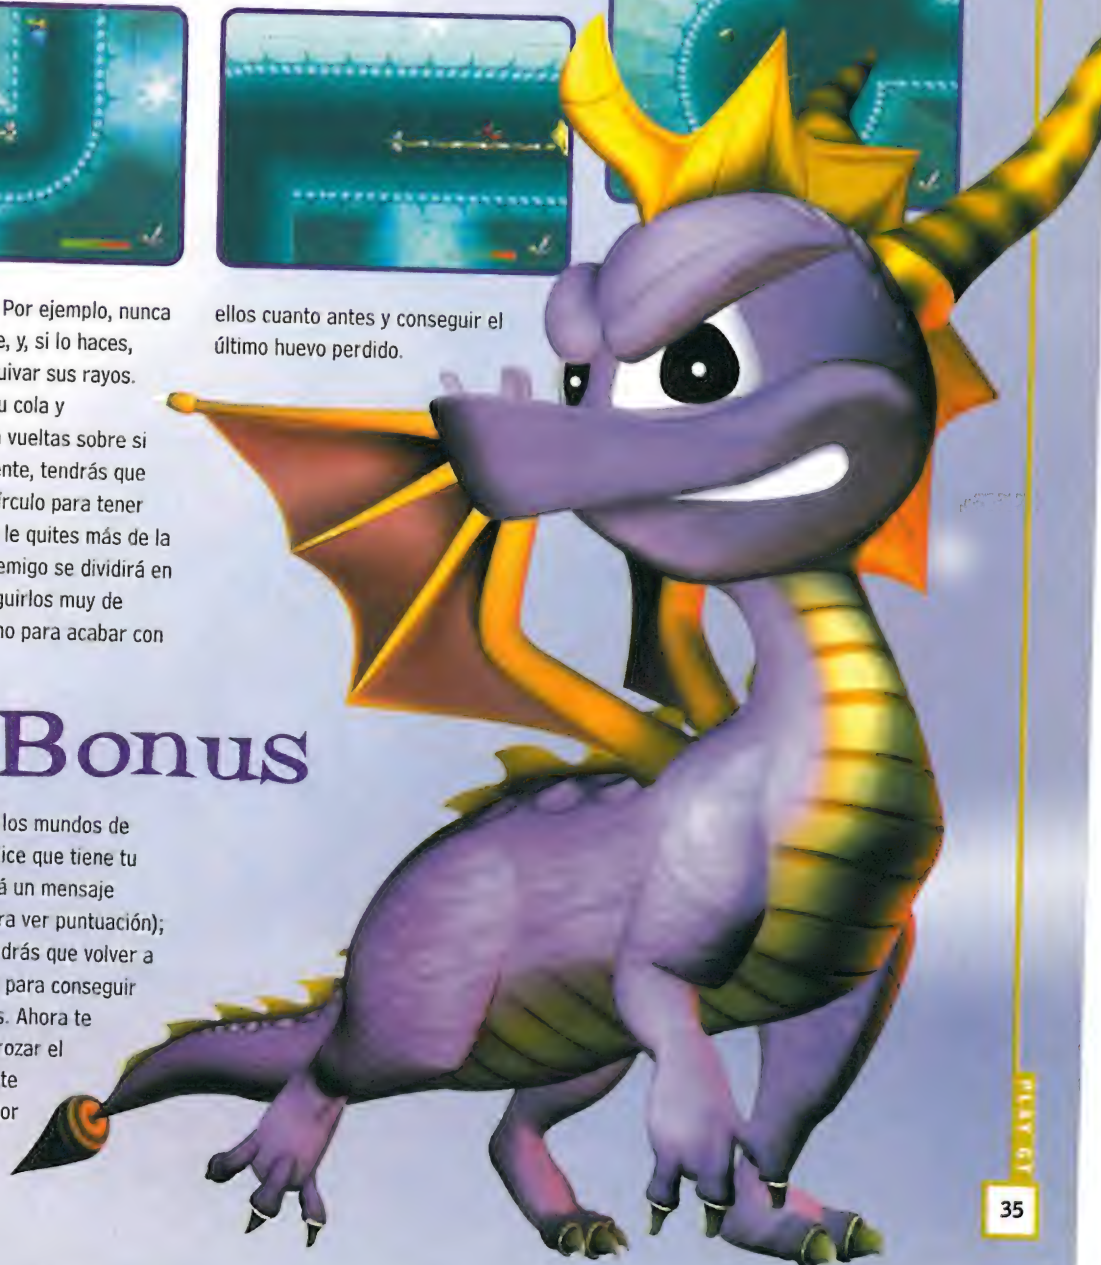 Por ejemplo, nunca
e, y, si lo haces,
uivar sus rayos.
u cola y
vueltas sobre si
ente, tendrás que
írculo para tener
le quites más de la
emigo se dividirá en
guirlos muy de
no para acabar con
ellos cuanto antes y conseguir el
último huevo perdido.
Bonus
los mundos de
ice que tiene tu
á un mensaje
ra ver puntuación);
drás que volver a
para conseguir
s. Ahora te
rozar el
te
or
PLAY GT
35